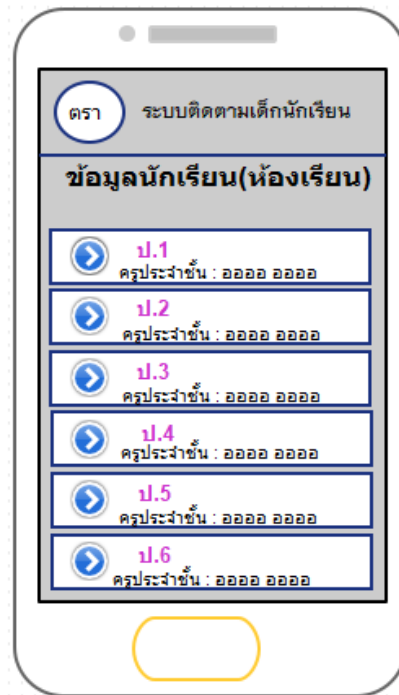 ตรา
ระบบติดตามเด็กนักเรียน
ข้อมูลนักเรียน(ห้องเรียน)
ป.1
ครูประจำชั้น : ออออ ออออ
ป.2
ครูประจำชั้น : ออออ ออออ
ป.3
ครูประจำชั้น : ออออ ออออ
ป.4
ครูประจำชั้น : ออออ ออออ
ป.5
ครูประจำชั้น : ออออ ออออ
ป.6
ครูประจำชั้น : ออออ ออออ